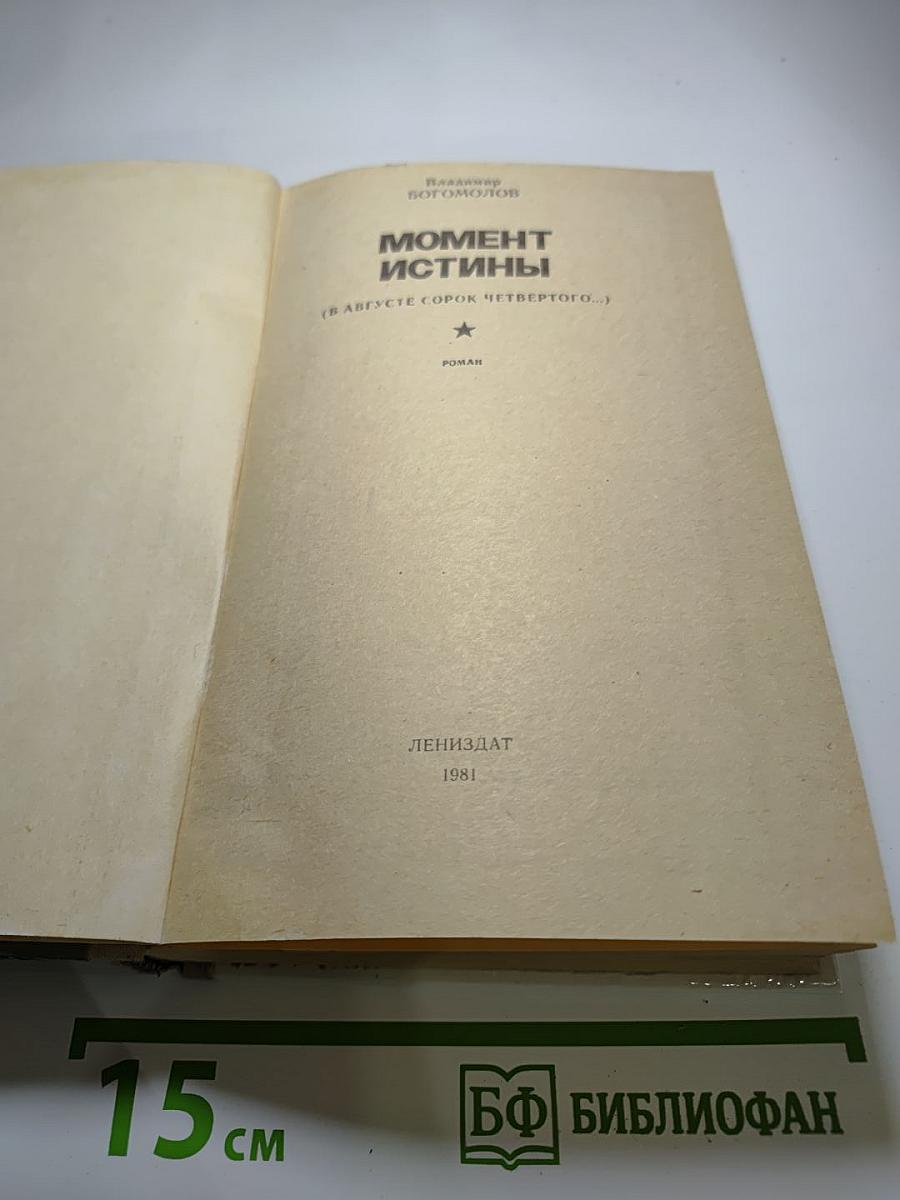 Владимир
БОГОМОЛОВ
МОМЕНТ
ИСТИНЫ
(В АВГУСТЕ СОРОК ЧЕТВЕРТОГО...)
РОМАН
ЛЕНИЗДАТ
1981
15 см
БФ БИБЛИОФАН